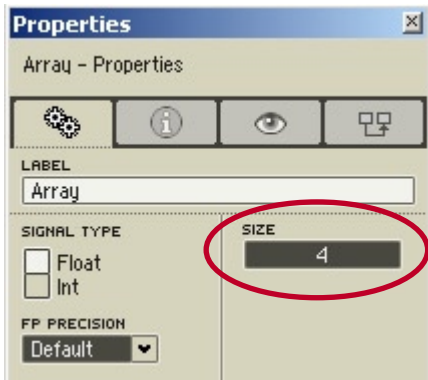 Properties
Array – Properties
LABEL
Array
SIGNAL TYPE
Float
Int
FP PRECISION
Default
SIZE
4